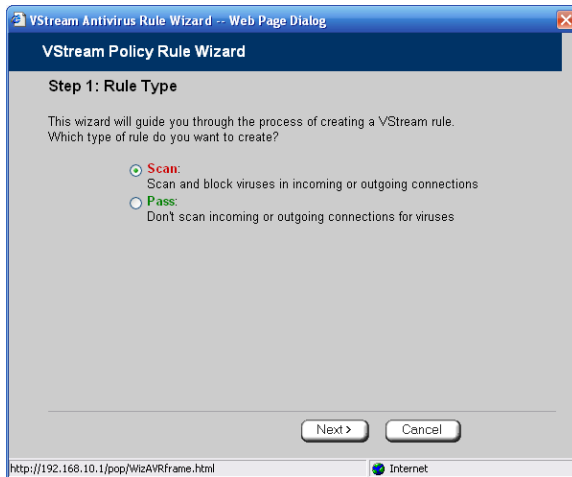 VStream Antivirus Rule Wizard -- Web Page Dialog
VStream Policy Rule Wizard
Step 1: Rule Type
This wizard will guide you through the process of creating a VStream rule.
Which type of rule do you want to create?
Scan:
Scan and block viruses in incoming or outgoing connections
Pass:
Don't scan incoming or outgoing connections for viruses
Next >
Cancel
http://192.168.10.1/pop/WizAVRframe.html
Internet